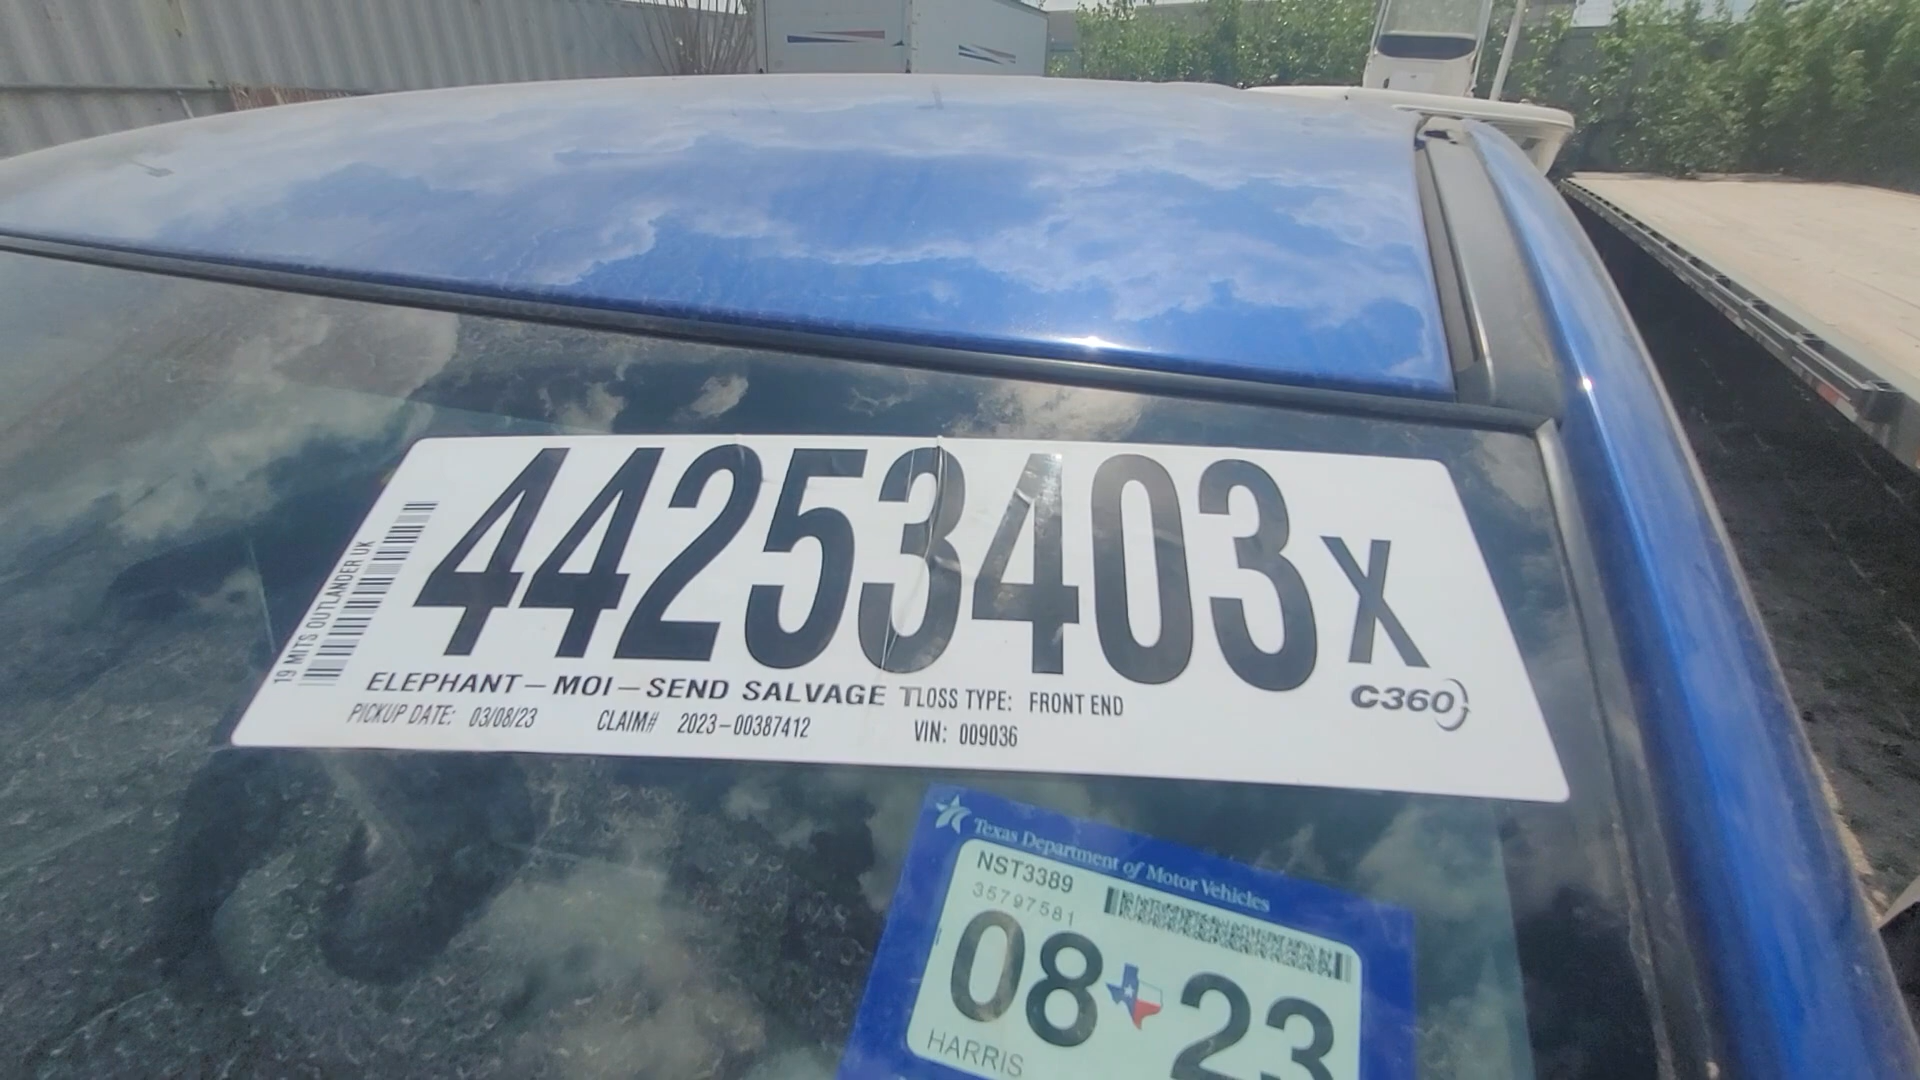 44253403X
19 MITS OUTLANDER UK
ELEPHANT-MOI-SEND SALVAGE T
LOSS TYPE: FRONT END
C360
PICKUP DATE: 03/08/23
CLAIM# 2023-00387412
VIN: 009036
Texas Department of Motor Vehicles
NST3389
35797581
08 23
HARRIS